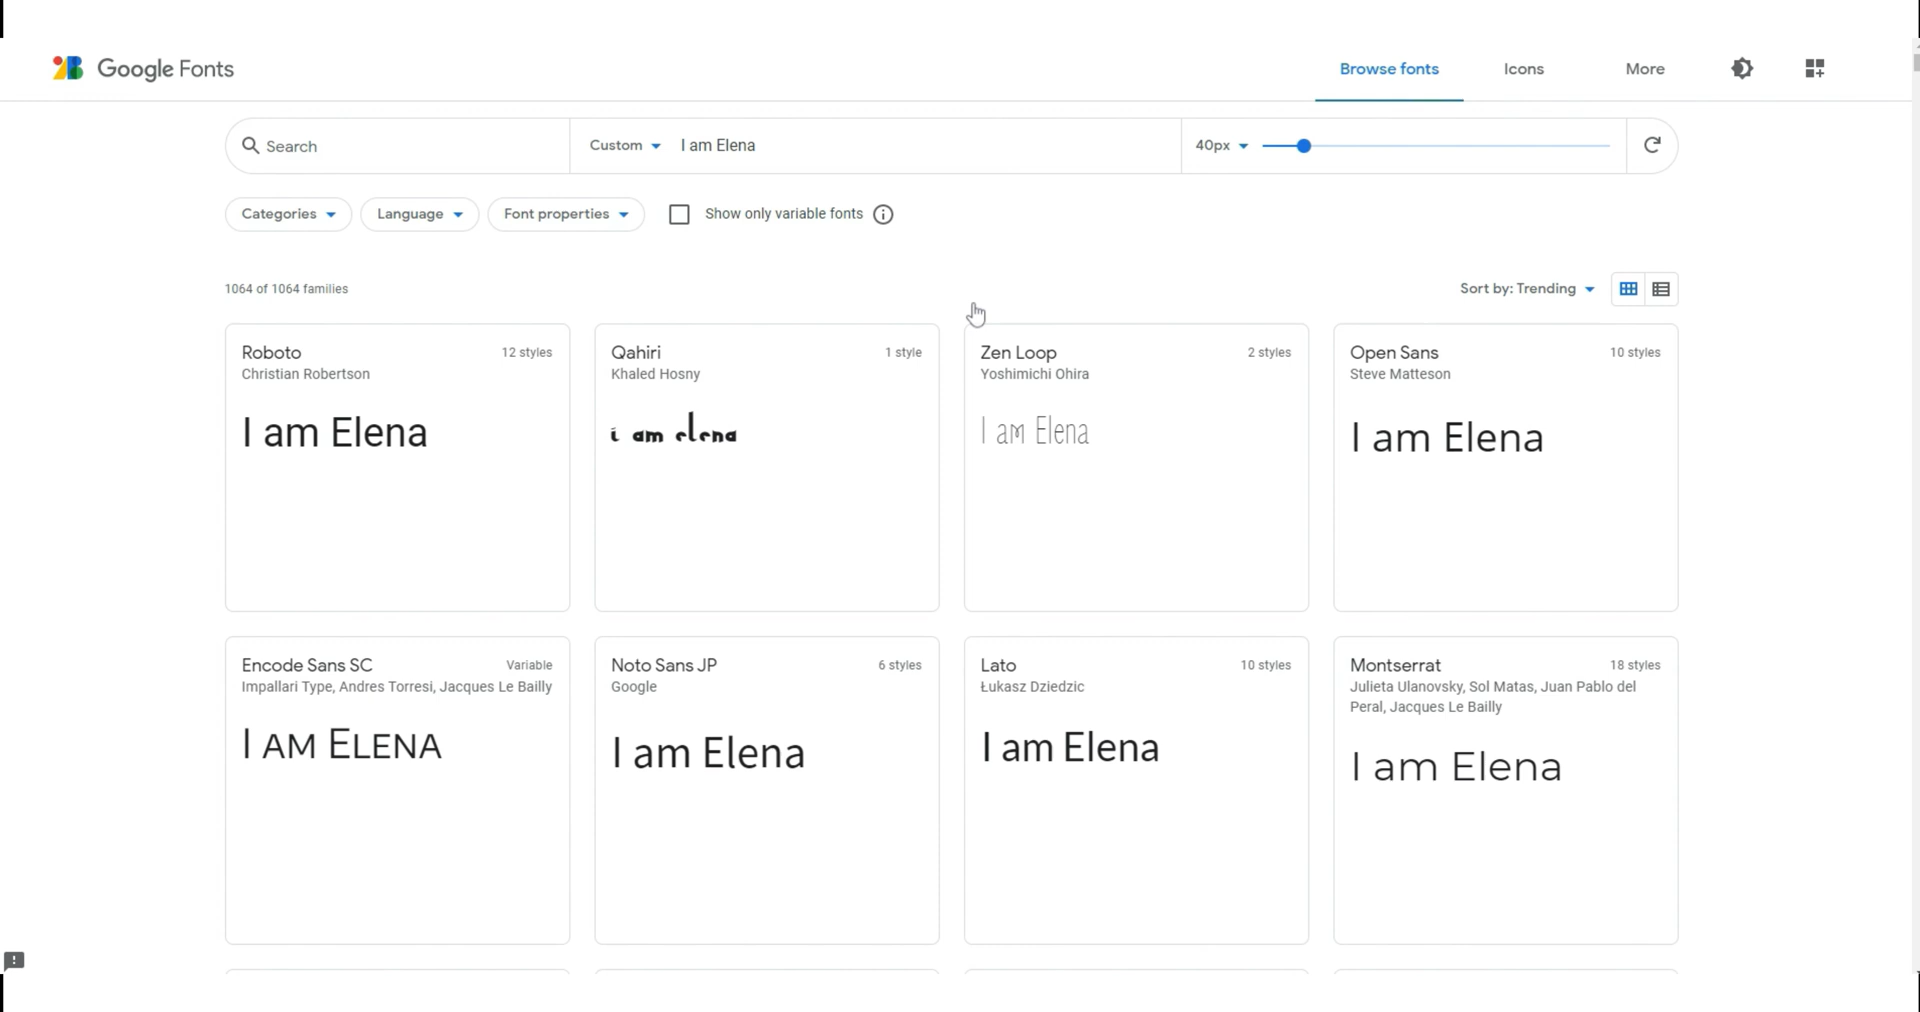 Google Fonts
Browse fonts
Icons
More
Search
Custom
I am Elena
40px
Categories
Language
Font properties
Show only variable fonts
1064 of 1064 families
Sort by: Trending
Roboto
12 styles
Christian Robertson
I am Elena
Qahiri
1 style
Khaled Hosny
i am elena
Zen Loop
2 styles
Yoshimichi Ohira
I am Elena
Open Sans
10 styles
Steve Matteson
I am Elena
Encode Sans SC
Variable
Impallari Type, Andres Torresi, Jacques Le Bailly
I AM ELENA
Noto Sans JP
6 styles
Google
I am Elena
Lato
10 styles
Łukasz Dziedzic
I am Elena
Montserrat
18 styles
Julieta Ulanovsky, Sol Matas, Juan Pablo del
Peral, Jacques Le Bailly
I am Elena